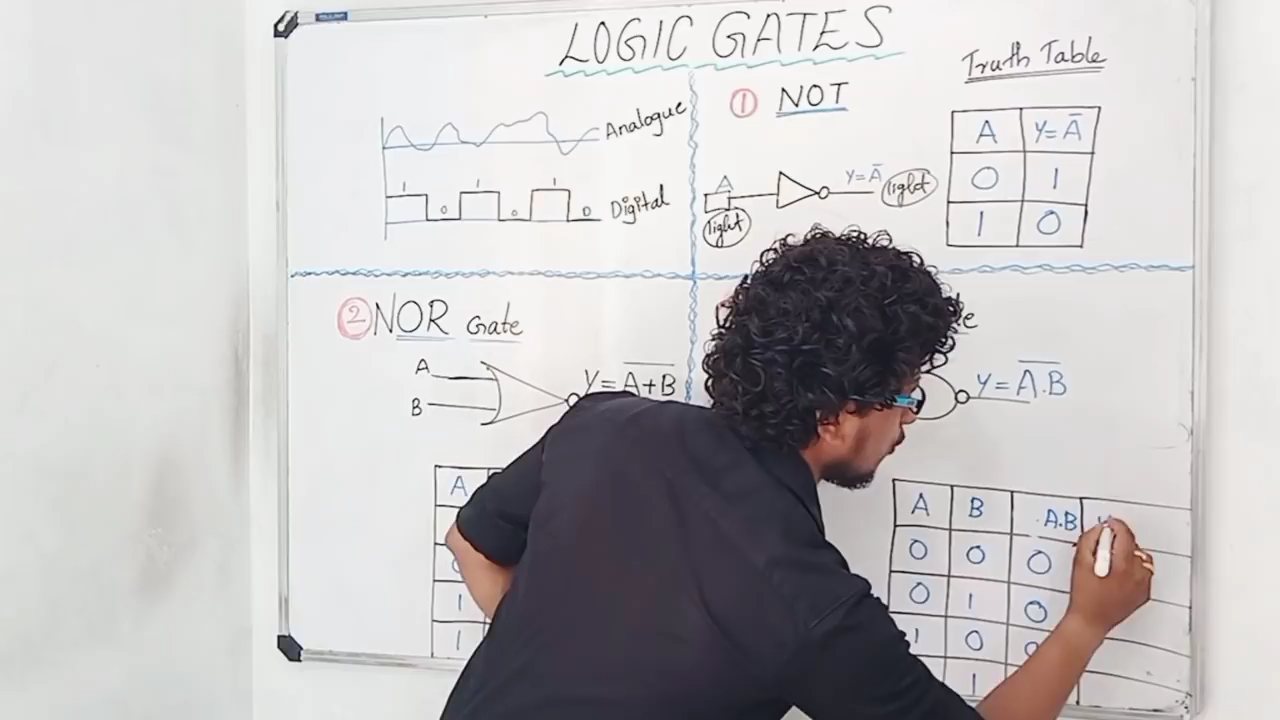 LOGIC GATES
Analogue
1 1 1
0 0 0 Digital
① NOT
A
Y=A̅
light
light
Truth Table
A Y=A̅
0 1
1 0
② NOR Gate
A
B
Y=A̅+̅B̅
A
1
1
Y=A̅.̅B̅
A B A.B
0 0 0
0 1 0
1 0 0
1